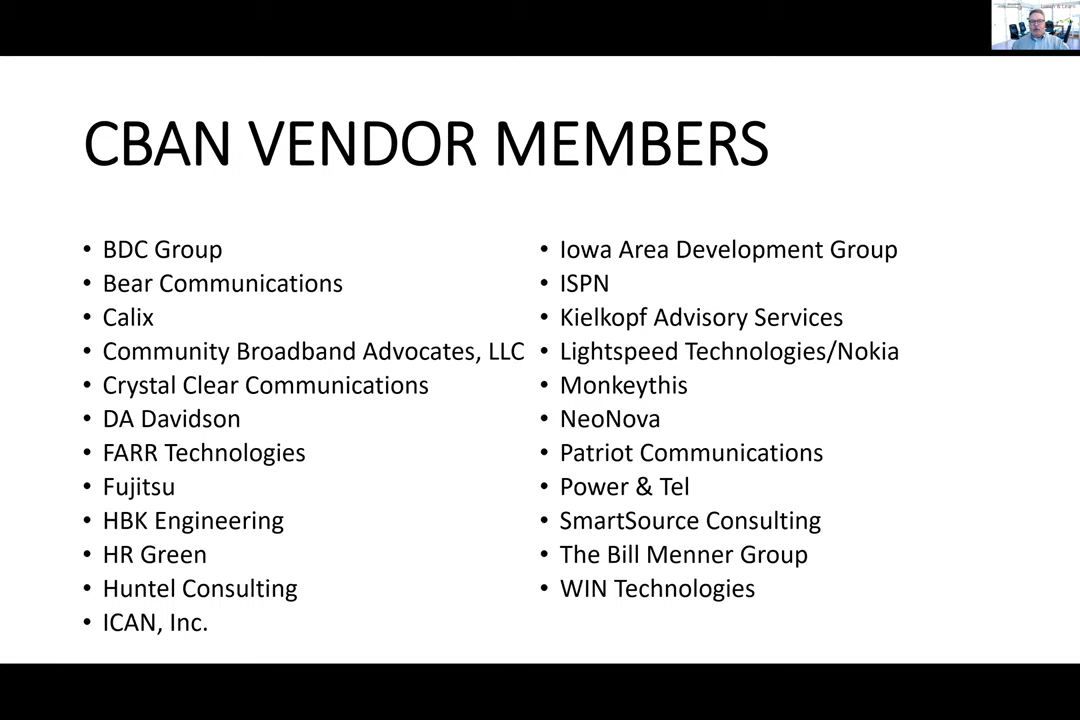 CBAN VENDOR MEMBERS
• BDC Group
• Bear Communications
• Calix
• Community Broadband Advocates, LLC
• Crystal Clear Communications
• DA Davidson
• FARR Technologies
• Fujitsu
• HBK Engineering
• HR Green
• Huntel Consulting
• ICAN, Inc.
• Iowa Area Development Group
• ISPN
• Kielkopf Advisory Services
• Lightspeed Technologies/Nokia
• Monkeythis
• NeoNova
• Patriot Communications
• Power & Tel
• SmartSource Consulting
• The Bill Menner Group
• WIN Technologies